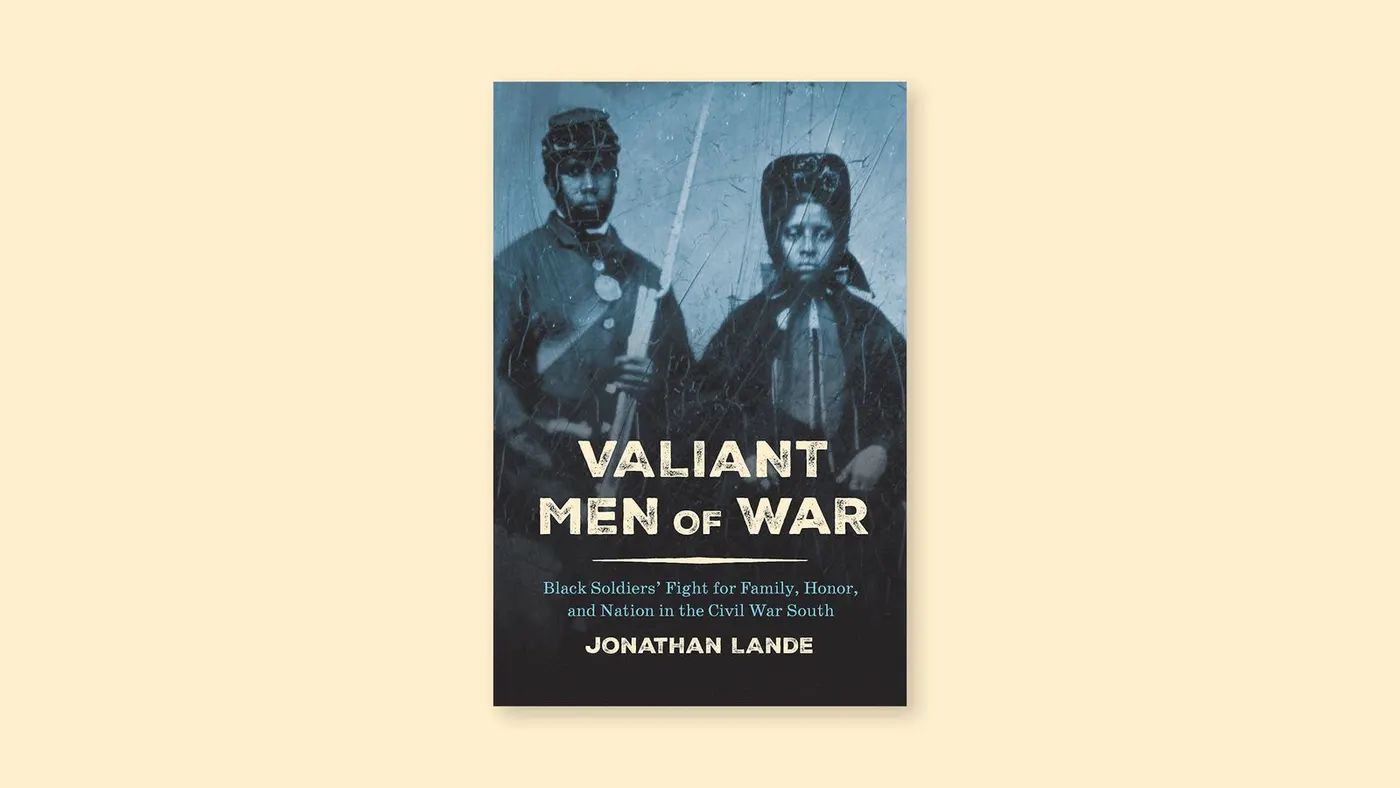 VALIANT
MEN OF WAR
Black Soldiers' Fight for Family, Honor,
and Nation in the Civil War South
JONATHAN LANDE